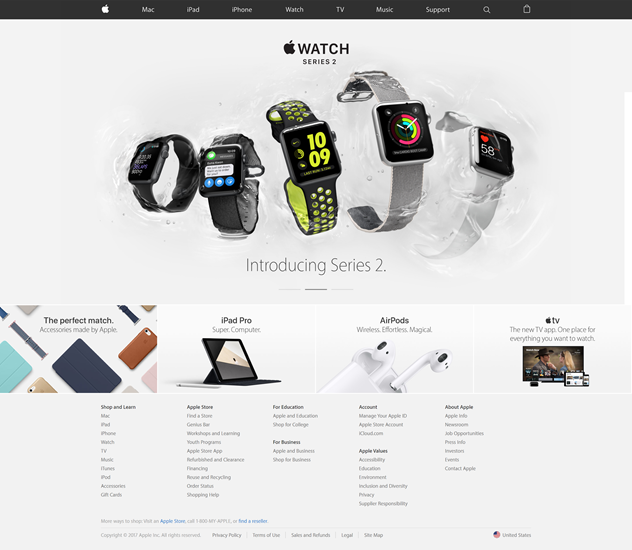 Mac iPad iPhone Watch TV Music Support
WATCH
SERIES 2
10
09
58
Introducing Series 2.
The perfect match.
Accessories made by Apple.
iPad Pro
Super. Computer.
AirPods
Wireless. Effortless. Magical.
tv
The new TV app. One place for
everything you want to watch.
Shop and Learn
Mac
iPad
iPhone
Watch
TV
Music
iTunes
iPod
Accessories
Gift Cards
Apple Store
Find a Store
Genius Bar
Workshops and Learning
Youth Programs
Apple Store App
Refurbished and Clearance
Financing
Reuse and Recycling
Order Status
Shopping Help
For Education
Apple and Education
Shop for College
For Business
Apple and Business
Shop for Business
Account
Manage Your Apple ID
Apple Store Account
iCloud.com
Apple Values
Accessibility
Education
Environment
Inclusion and Diversity
Privacy
Supplier Responsibility
About Apple
Apple Info
Newsroom
Job Opportunities
Press Info
Investors
Events
Contact Apple
More ways to shop: Visit an Apple Store, call 1-800-MY-APPLE, or find a reseller.
Copyright © 2017 Apple Inc. All rights reserved. Privacy Policy | Terms of Use | Sales and Refunds | Legal | Site Map United States